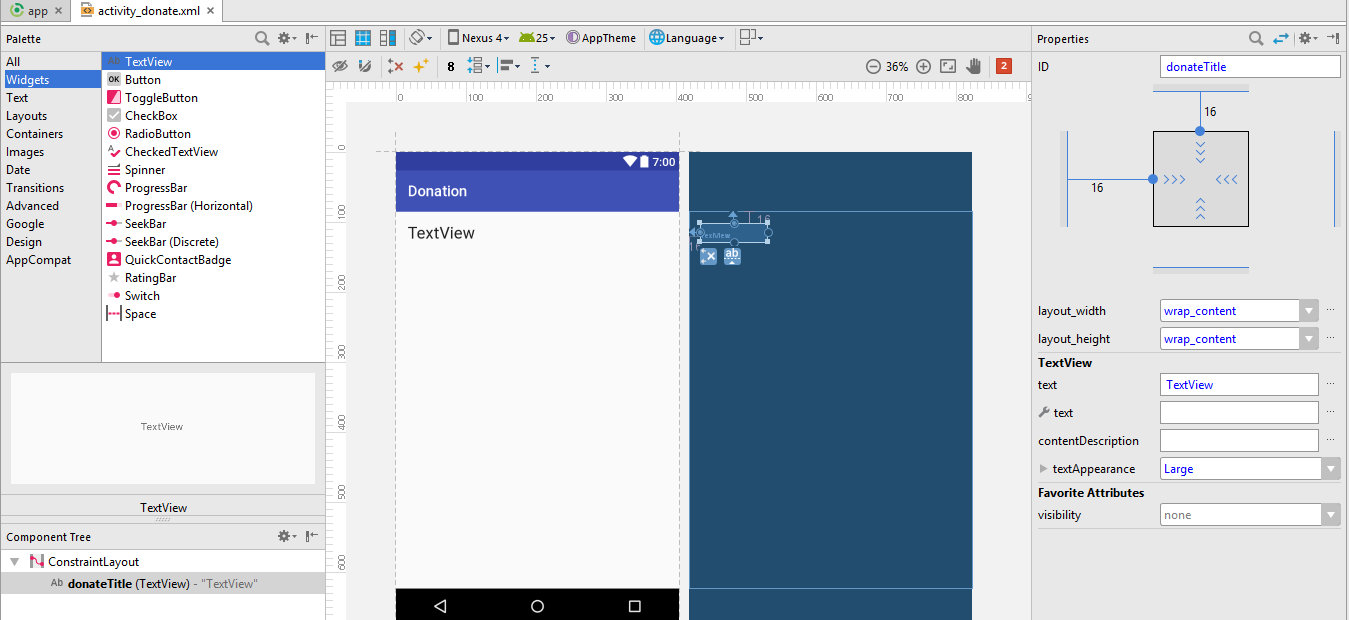 app
activity_donate.xml
Palette
Nexus 4
25
AppTheme
Language
Properties
All
Widgets
Text
Layouts
Containers
Images
Date
Transitions
Advanced
Google
Design
AppCompat
Ab TextView
OK Button
ToggleButton
CheckBox
RadioButton
CheckedTextView
Spinner
ProgressBar
ProgressBar (Horizontal)
SeekBar
SeekBar (Discrete)
QuickContactBadge
RatingBar
Switch
Space
TextView
TextView
Component Tree
ConstraintLayout
Ab donateTitle (TextView) - "TextView"
8
36%
2
0 100 200 300 400 500 600 700 800
0
100
200
300
400
500
600
7:00
Donation
TextView
16
TextView
ab
ID donateTitle
16
16
layout_width wrap_content
layout_height wrap_content
TextView
text TextView
text
contentDescription
textAppearance Large
Favorite Attributes
visibility none